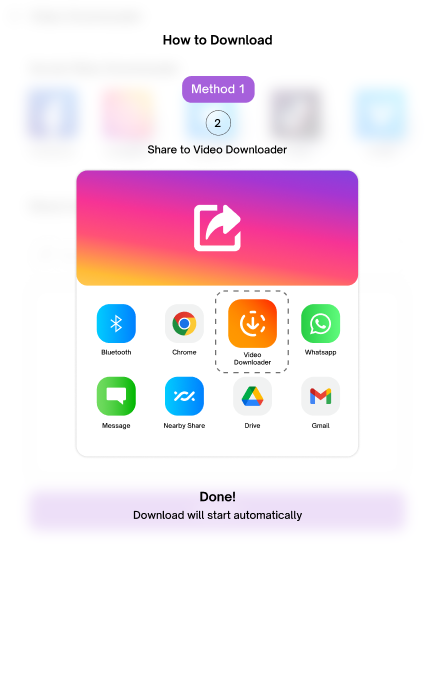 How to Download
Method 1
2
Share to Video Downloader
Bluetooth
Chrome
Video
Downloader
Whatsapp
Message
Nearby Share
Drive
Gmail
Done!
Download will start automatically